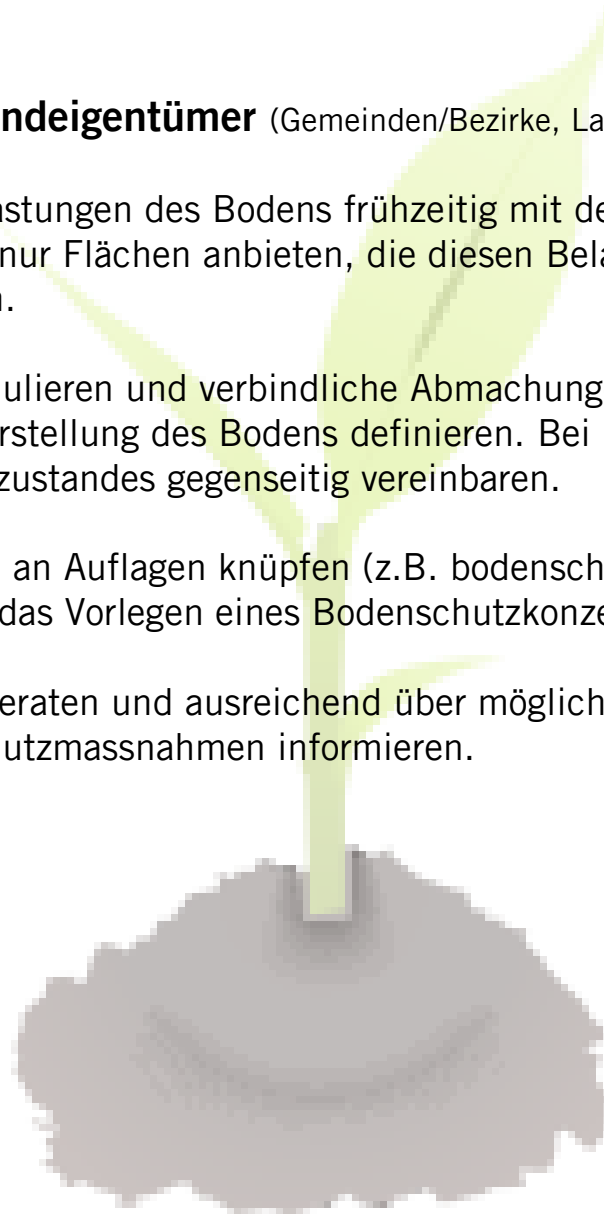 ndeigentümer (Gemeinden/Bezirke, La
astungen des Bodens frühzeitig mit de
nur Flächen anbieten, die diesen Bela
n.
ulieren und verbindliche Abmachung
erstellung des Bodens definieren. Bei
zustandes gegenseitig vereinbaren.
an Auflagen knüpfen (z.B. bodensch
das Vorlegen eines Bodenschutzkonze
eraten und ausreichend über möglich
utzmassnahmen informieren.